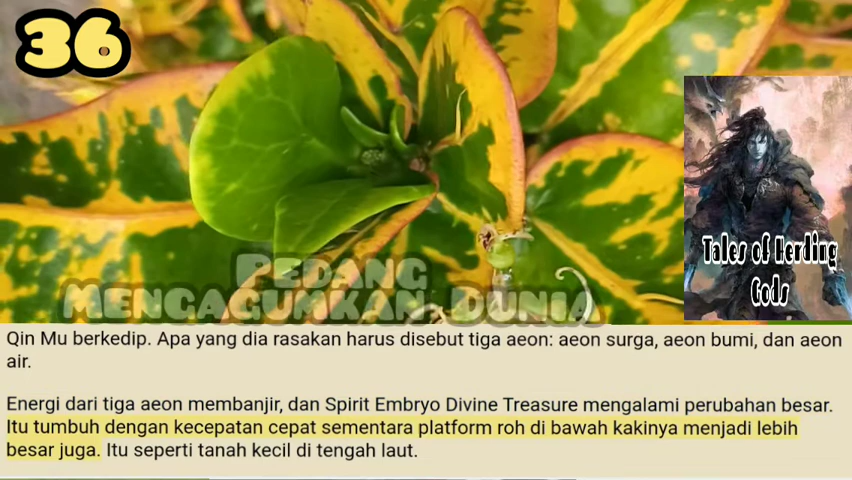 36
Tales of Herding
Gods
PEDANG
MENGAGUMKAN DUNIA
Qin Mu berkedip. Apa yang dia rasakan harus disebut tiga aeon: aeon surga, aeon bumi, dan aeon
air.
Energi dari tiga aeon membanjir, dan Spirit Embryo Divine Treasure mengalami perubahan besar.
Itu tumbuh dengan kecepatan cepat sementara platform roh di bawah kakinya menjadi lebih
besar juga. Itu seperti tanah kecil di tengah laut.